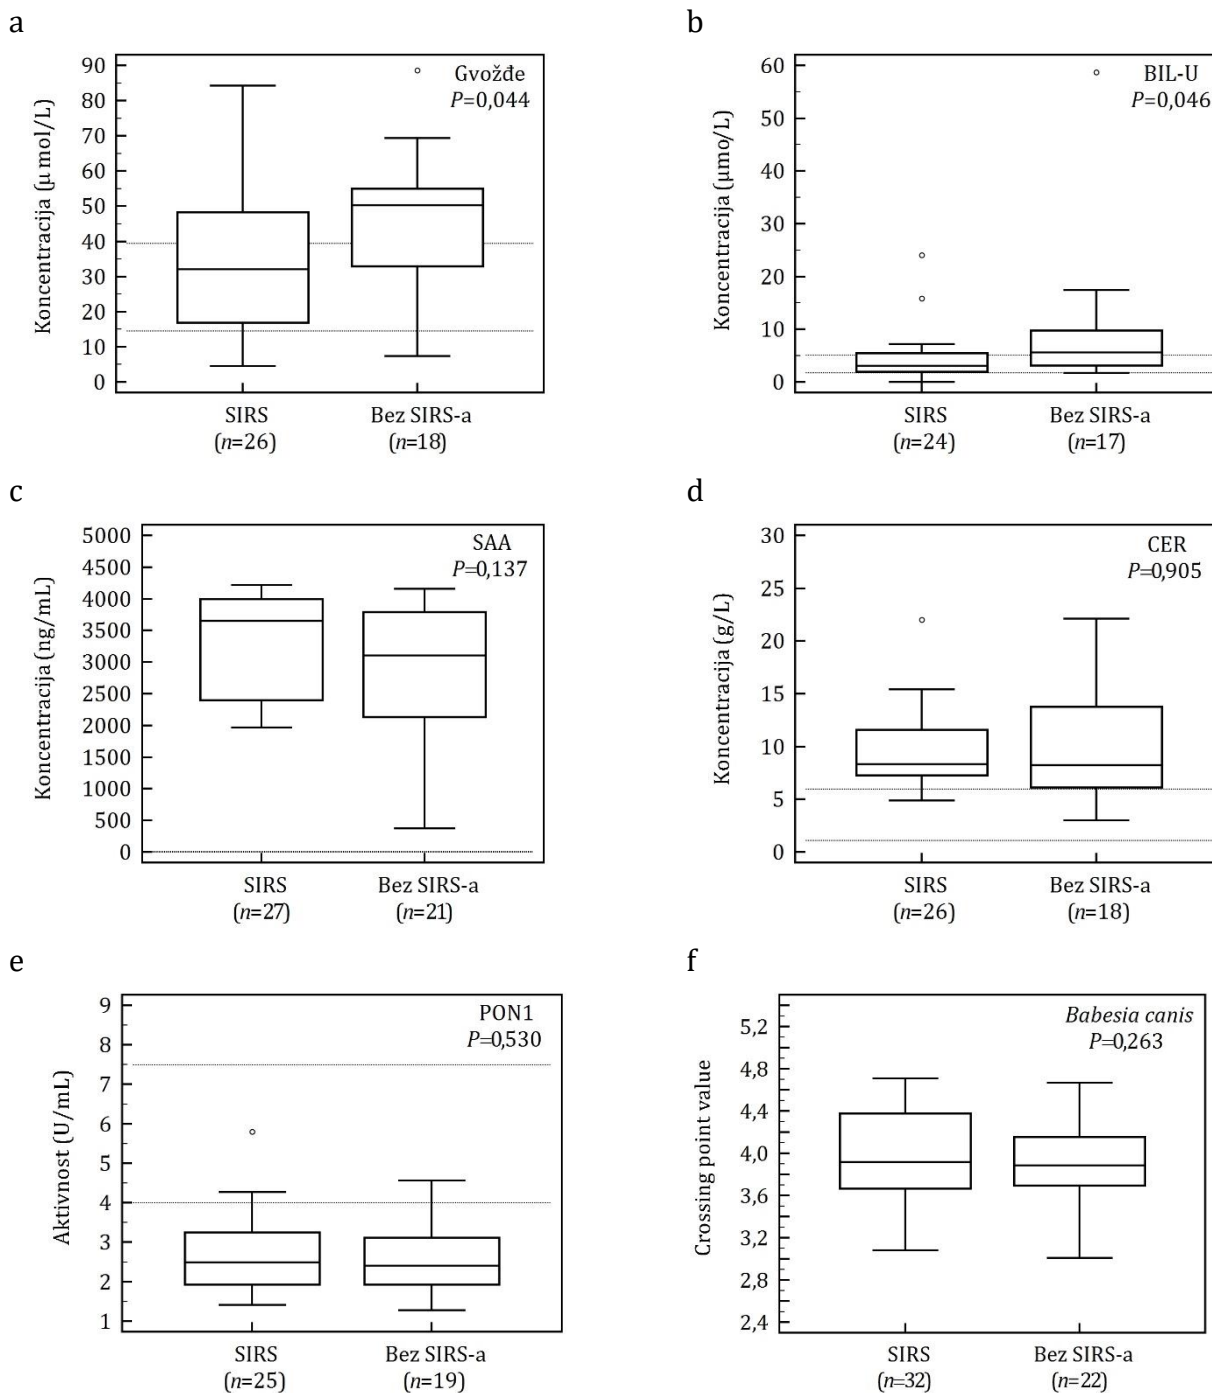 a
Gvožđe
P=0,044
Koncentracija (μ mol/L)
90
80
70
60
50
40
30
20
10
0
SIRS
Bez SIRS-a
(n=26)
(n=18)
b
BIL-U
P=0,046
Koncentracija (μmo/L)
60
50
40
30
20
10
0
SIRS
Bez SIRS-a
(n=24)
(n=17)
c
SAA
P=0,137
Koncentracija (ng/mL)
5000
4500
4000
3500
3000
2500
2000
1500
1000
500
0
SIRS
Bez SIRS-a
(n=27)
(n=21)
d
CER
P=0,905
Koncentracija (g/L)
30
25
20
15
10
5
0
SIRS
Bez SIRS-a
(n=26)
(n=18)
e
PON1
P=0,530
Aktivnost (U/mL)
9
8
7
6
5
4
3
2
1
SIRS
Bez SIRS-a
(n=25)
(n=19)
f
Babesia canis
P=0,263
Crossing point value
5,2
4,8
4,4
4,0
3,6
3,2
2,8
2,4
SIRS
Bez SIRS-a
(n=32)
(n=22)